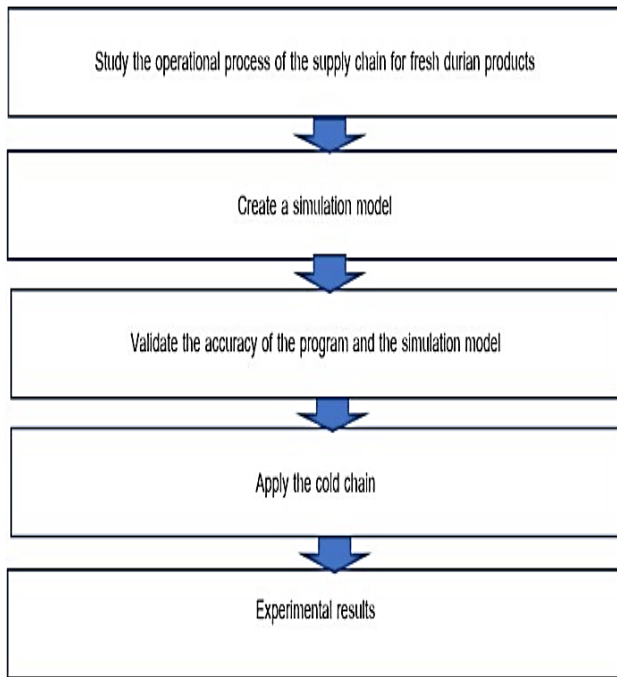 Study the operational process of the supply chain for fresh durian products
Create a simulation model
Validate the accuracy of the program and the simulation model
Apply the cold chain
Experimental results